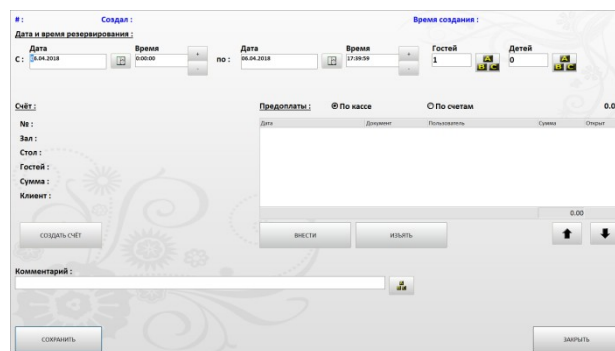 # : Создал : Время создания :
Дата и время резервирования :
Дата Время Дата Время Гостей Детей
С : 06.04.2018 0:00:00 + - по : 06.04.2018 17:39:59 + - 1 A B C 0 A B C
Счёт : Предоплаты : По кассе По счетам 0.0
№ : Дата Документ Пользователь Сумма Открыт
Зал :
Стол :
Гостей :
Сумма :
Клиент :
0.00
СОЗДАТЬ СЧЁТ ВНЕСТИ ИЗЪЯТЬ
Комментарий :
СОХРАНИТЬ ЗАКРЫТЬ